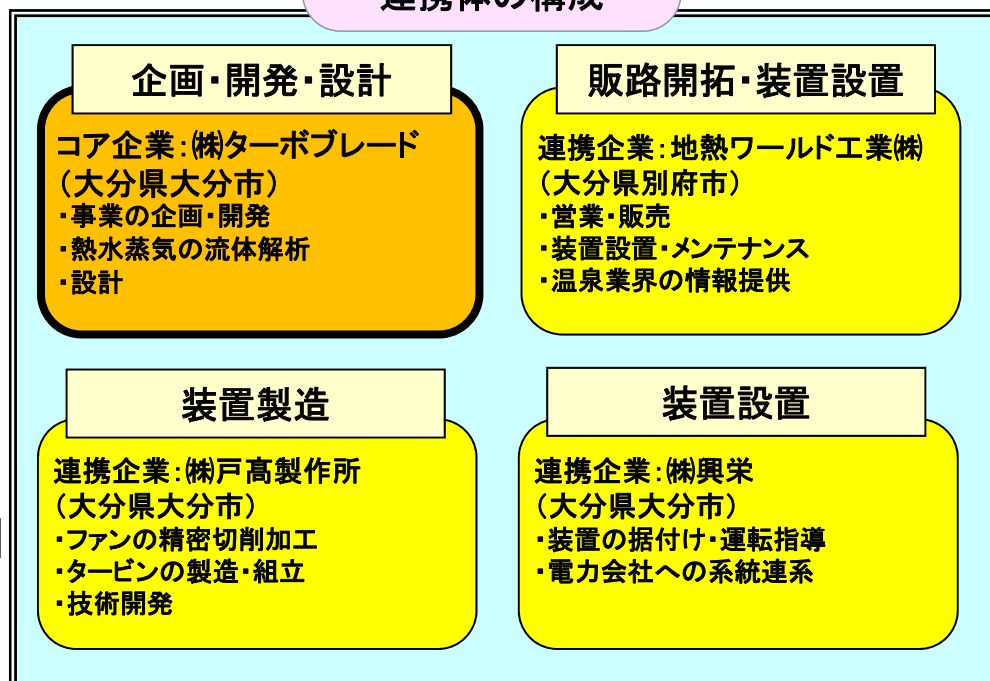 連携体の構成
企画・開発・設計
コア企業：㈱ターボブレード
（大分県大分市）
・事業の企画・開発
・熱水蒸気の流体解析
・設計
販路開拓・装置設置
連携企業：地熱ワールド工業㈱
（大分県別府市）
・営業・販売
・装置設置・メンテナンス
・温泉業界の情報提供
装置製造
連携企業：㈱戸髙製作所
（大分県大分市）
・ファンの精密切削加工
・タービンの製造・組立
・技術開発
装置設置
連携企業：㈱興栄
（大分県大分市）
・装置の据付け・運転指導
・電力会社への系統連系